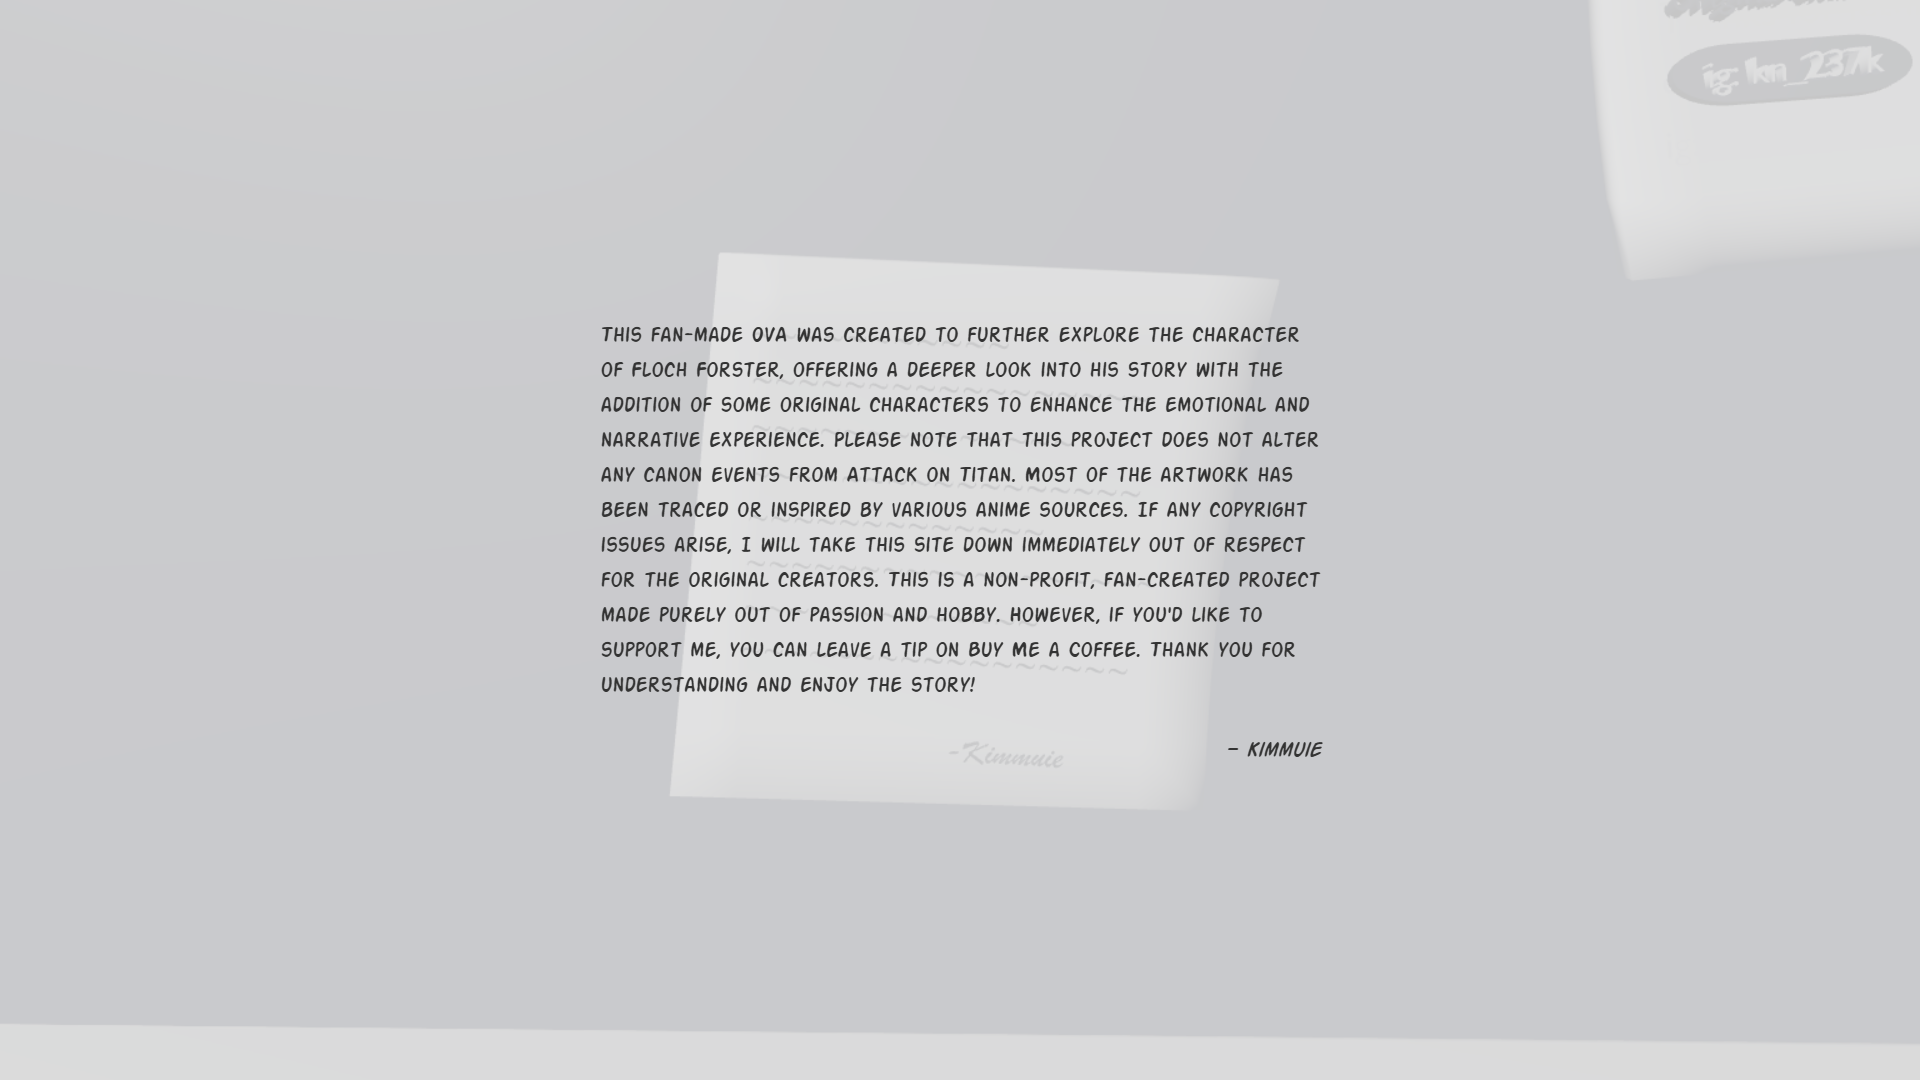 ig lkn_237k
THIS FAN-MADE OVA WAS CREATED TO FURTHER EXPLORE THE CHARACTER
OF FLOCH FORSTER, OFFERING A DEEPER LOOK INTO HIS STORY WITH THE
ADDITION OF SOME ORIGINAL CHARACTERS TO ENHANCE THE EMOTIONAL AND
NARRATIVE EXPERIENCE. PLEASE NOTE THAT THIS PROJECT DOES NOT ALTER
ANY CANON EVENTS FROM ATTACK ON TITAN. MOST OF THE ARTWORK HAS
BEEN TRACED OR INSPIRED BY VARIOUS ANIME SOURCES. IF ANY COPYRIGHT
ISSUES ARISE, I WILL TAKE THIS SITE DOWN IMMEDIATELY OUT OF RESPECT
FOR THE ORIGINAL CREATORS. THIS IS A NON-PROFIT, FAN-CREATED PROJECT
MADE PURELY OUT OF PASSION AND HOBBY. HOWEVER, IF YOU'D LIKE TO
SUPPORT ME, YOU CAN LEAVE A TIP ON BUY ME A COFFEE. THANK YOU FOR
UNDERSTANDING AND ENJOY THE STORY!
– KIMMUIE
-Kimmuie